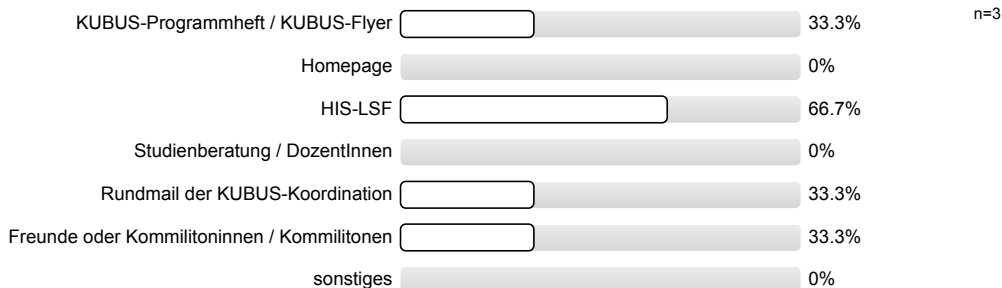 KUBUS-Programmheft / KUBUS-Flyer 33.3% n=3
Homepage 0%
HIS-LSF 66.7%
Studienberatung / DozentInnen 0%
Rundmail der KUBUS-Koordination 33.3%
Freunde oder Kommilitoninnen / Kommilitonen 33.3%
sonstiges 0%